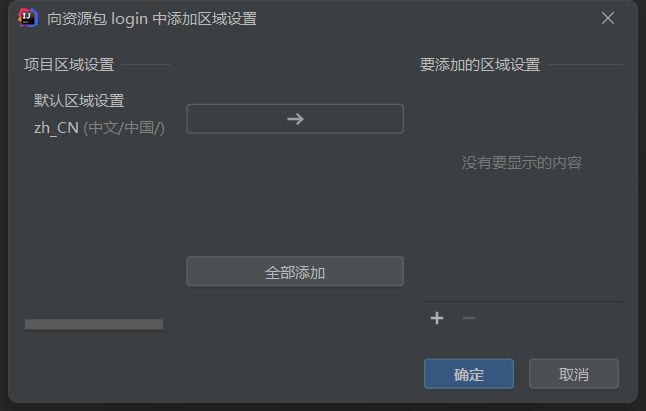 向资源包 login 中添加区域设置
项目区域设置
要添加的区域设置
默认区域设置
zh_CN (中文/中国/)
没有要显示的内容
全部添加
确定
取消